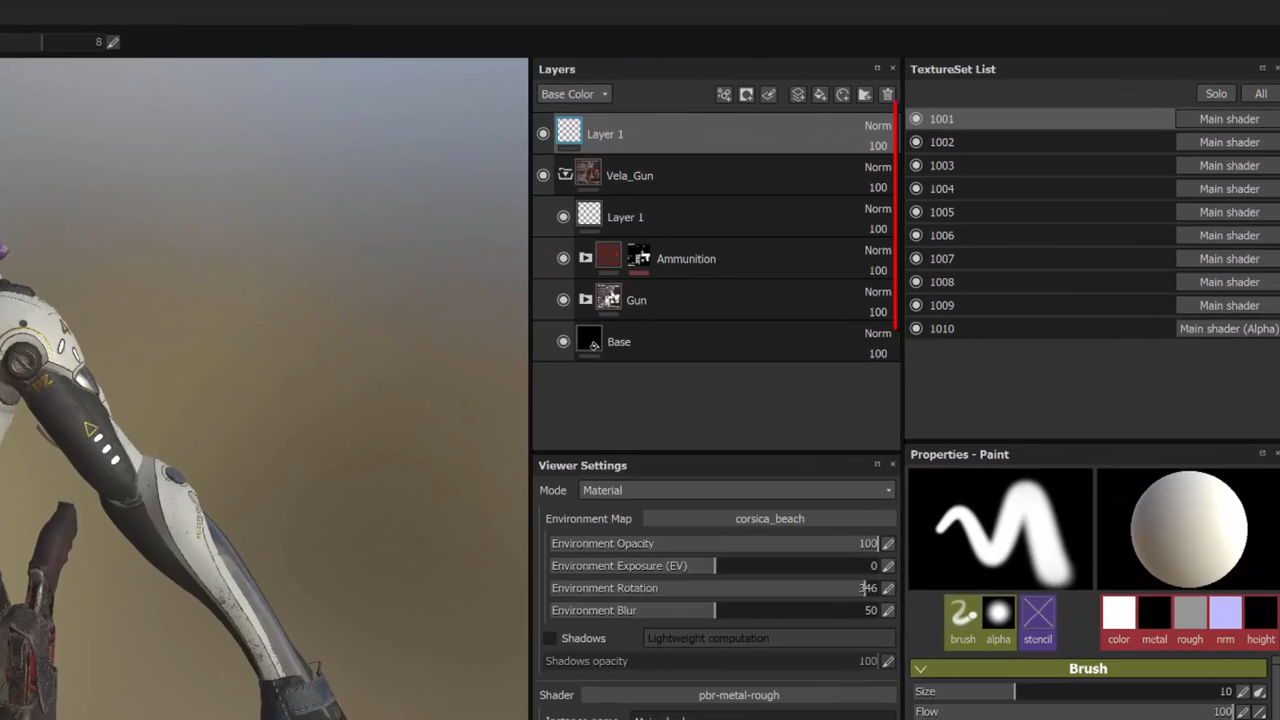 8
Layers
Base Color
Layer 1
Norm
100
Vela_Gun
Norm
100
Layer 1
Norm
100
Ammunition
Norm
100
Gun
Norm
100
Base
Norm
100
TextureSet List
Solo
All
1001
Main shader
1002
Main shader
1003
Main shader
1004
Main shader
1005
Main shader
1006
Main shader
1007
Main shader
1008
Main shader
1009
Main shader
1010
Main shader (Alpha)
Viewer Settings
Mode
Material
Environment Map
corsica_beach
Environment Opacity
100
Environment Exposure (EV)
0
Environment Rotation
346
Environment Blur
50
Shadows
Lightweight computation
Shadows opacity
100
Shader
pbr-metal-rough
Properties - Paint
brush
alpha
stencil
color
metal
rough
nrm
height
Brush
Size
10
Flow
100